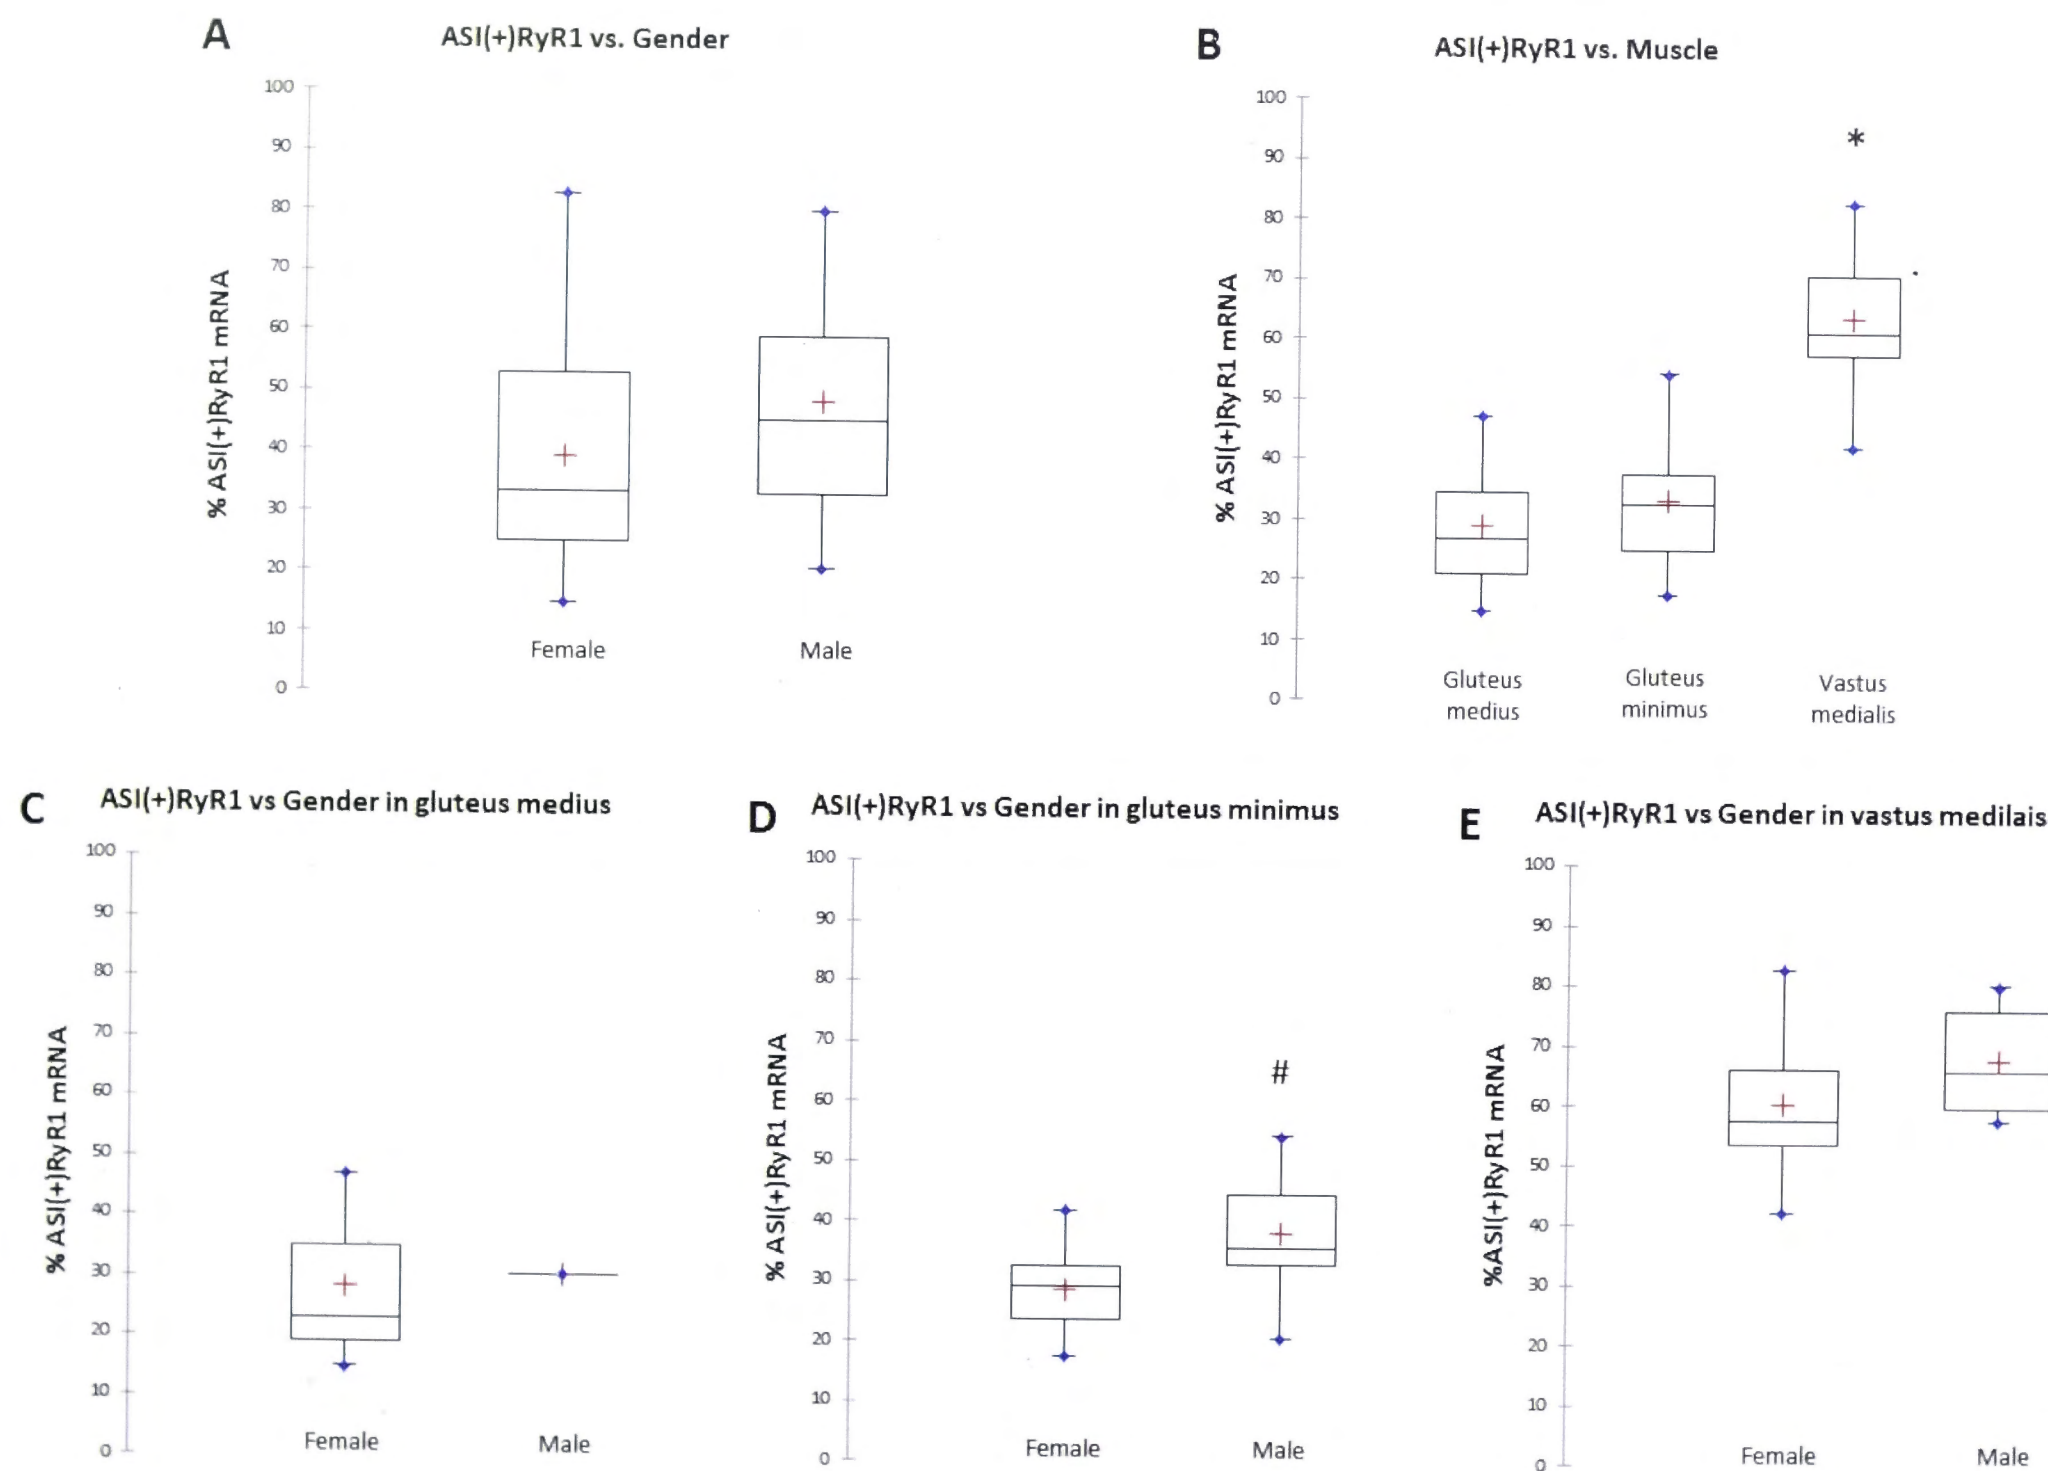 A
ASI(+)RyR1 vs. Gender
100
90
80
70
60
50
40
30
20
10
0
% ASI(+)RyR1 mRNA
Female
Male
B
ASI(+)RyR1 vs. Muscle
100
90
80
70
60
50
40
30
20
10
0
% ASI(+)RyR1 mRNA
*
Gluteus
medius
Gluteus
minimus
Vastus
medialis
C
ASI(+)RyR1 vs Gender in gluteus medius
100
90
80
70
60
50
40
30
20
10
0
% ASI(+)RyR1 mRNA
Female
Male
D
ASI(+)RyR1 vs Gender in gluteus minimus
100
90
80
70
60
50
40
30
20
10
0
% ASI(+)RyR1 mRNA
#
Female
Male
E
ASI(+)RyR1 vs Gender in vastus medilais
100
90
80
70
60
50
40
30
20
10
0
%ASI(+)RyR1 mRNA
Female
Male